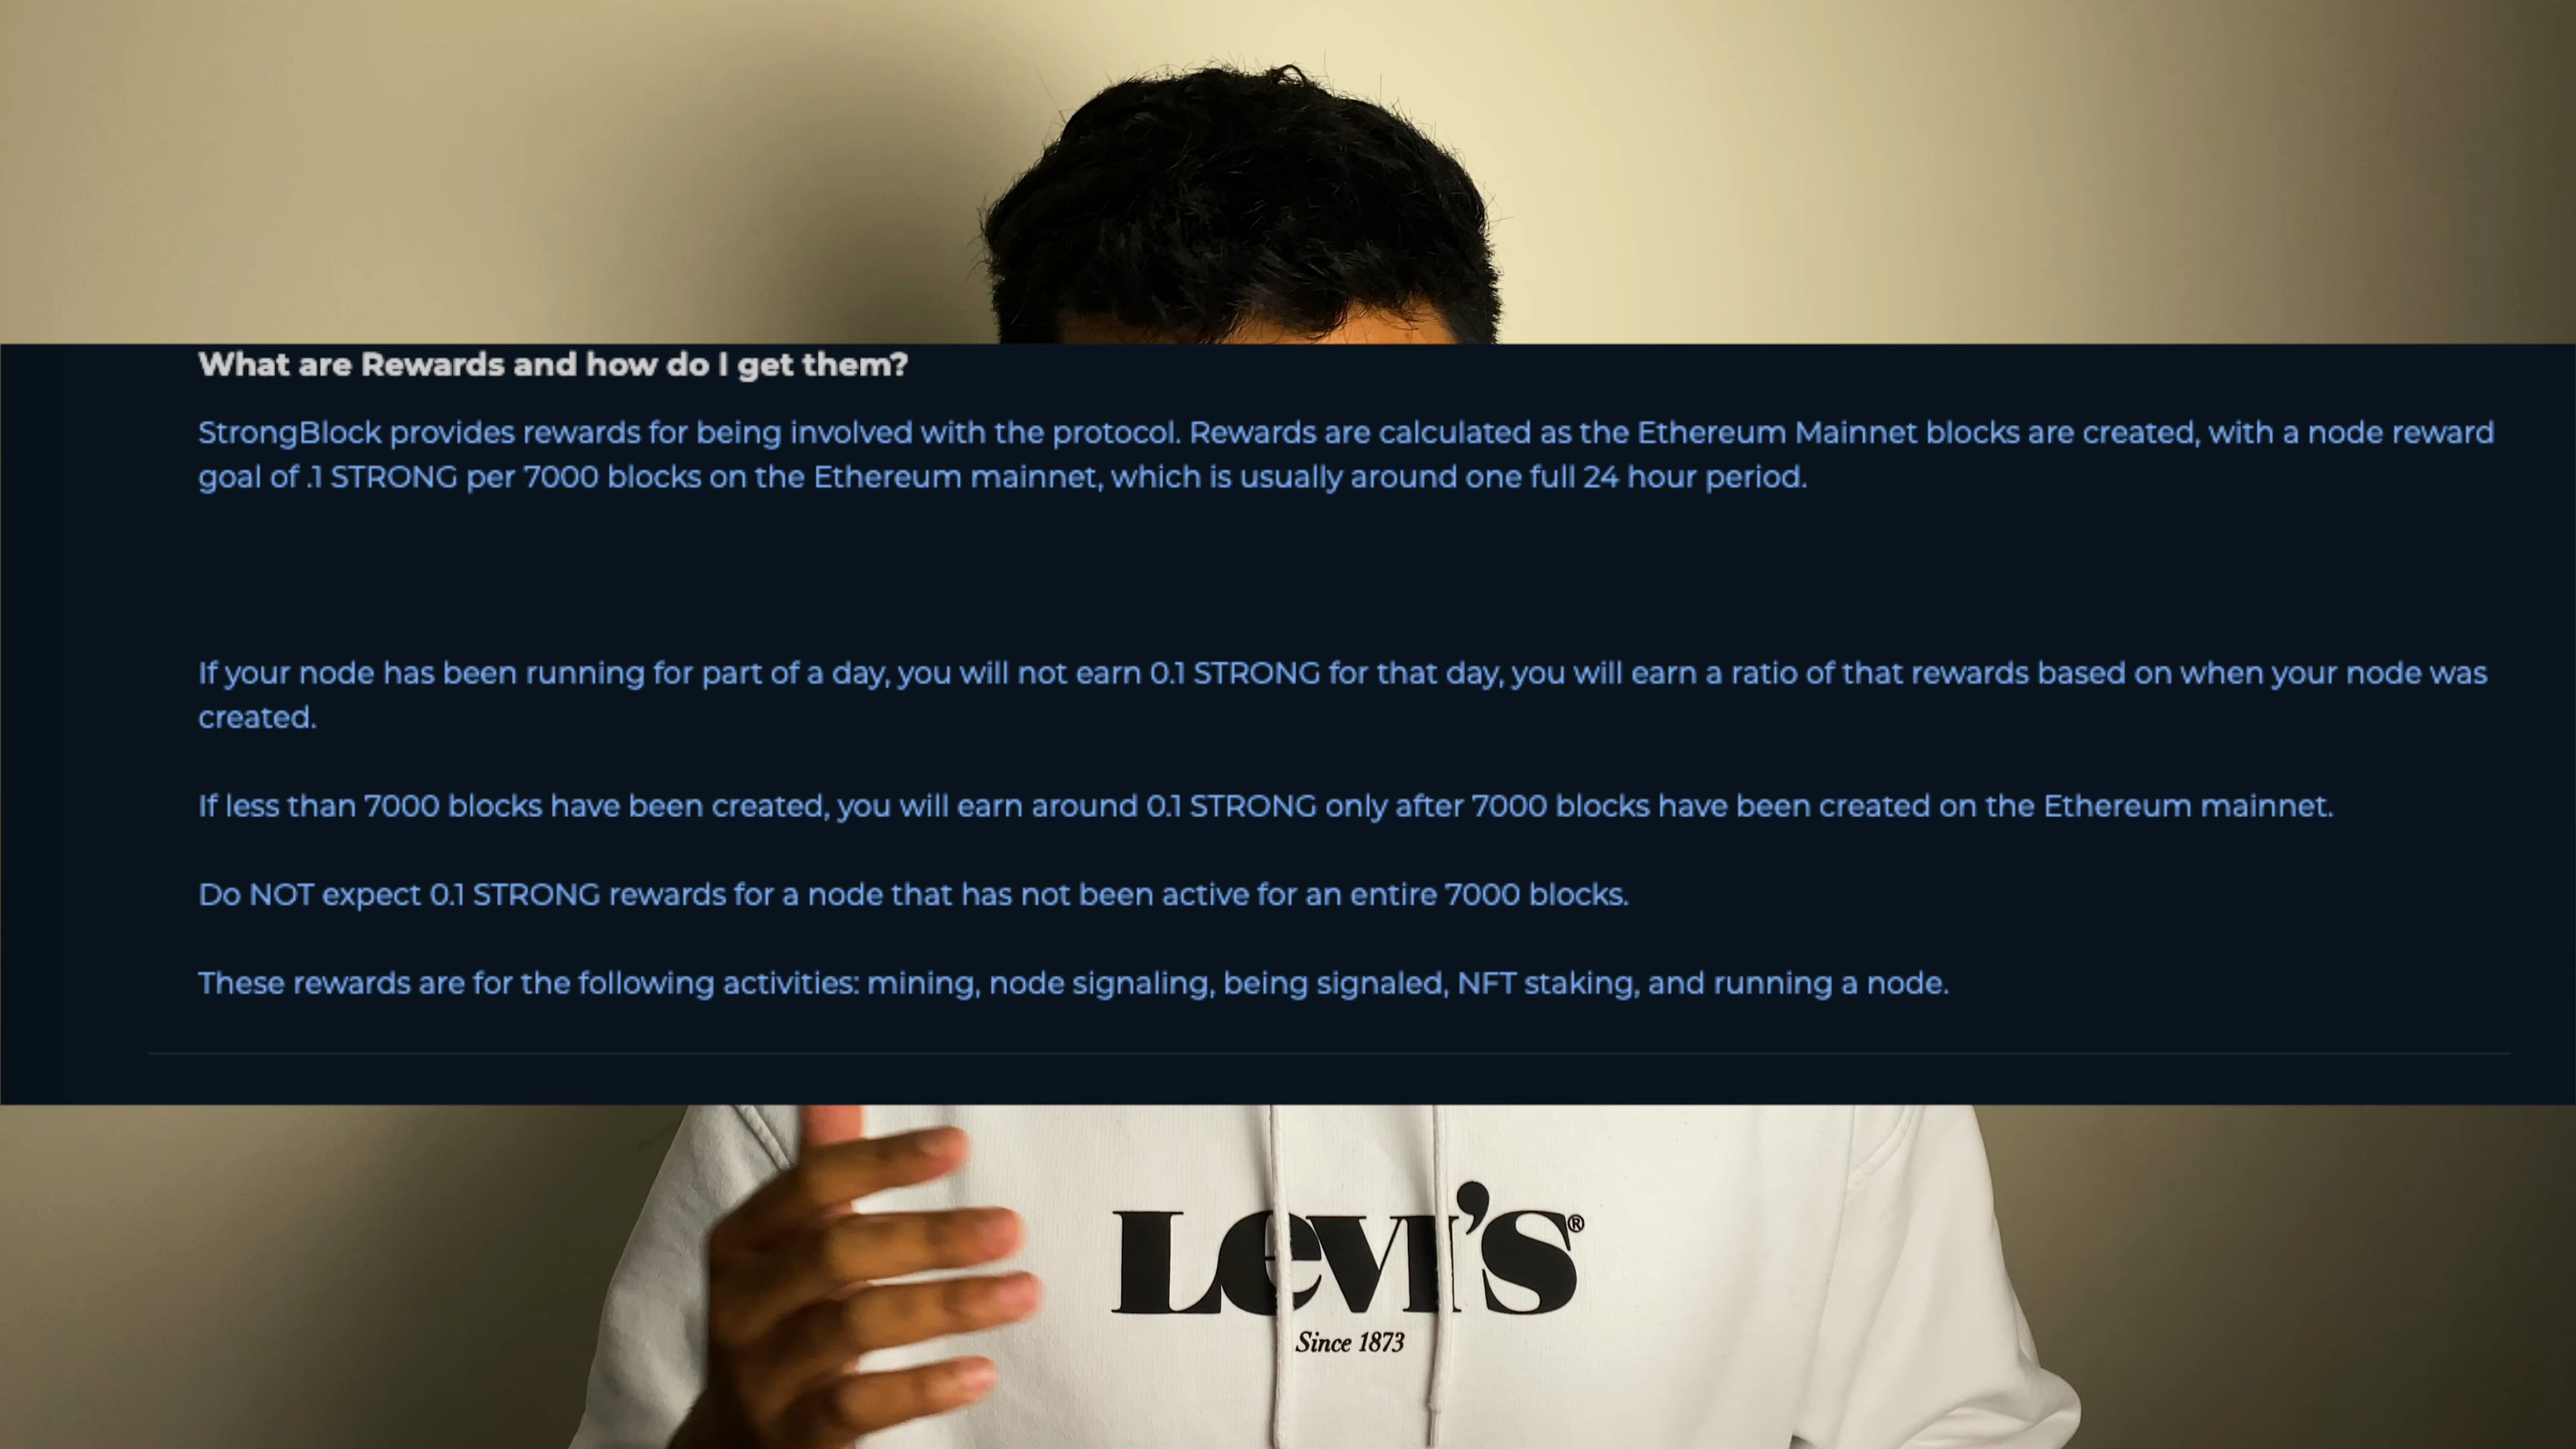 What are Rewards and how do I get them?
StrongBlock provides rewards for being involved with the protocol. Rewards are calculated as the Ethereum Mainnet blocks are created, with a node reward
goal of .1 STRONG per 7000 blocks on the Ethereum mainnet, which is usually around one full 24 hour period.
If your node has been running for part of a day, you will not earn 0.1 STRONG for that day, you will earn a ratio of that rewards based on when your node was
created.
If less than 7000 blocks have been created, you will earn around 0.1 STRONG only after 7000 blocks have been created on the Ethereum mainnet.
Do NOT expect 0.1 STRONG rewards for a node that has not been active for an entire 7000 blocks.
These rewards are for the following activities: mining, node signaling, being signaled, NFT staking, and running a node.
Levi's®
Since 1873